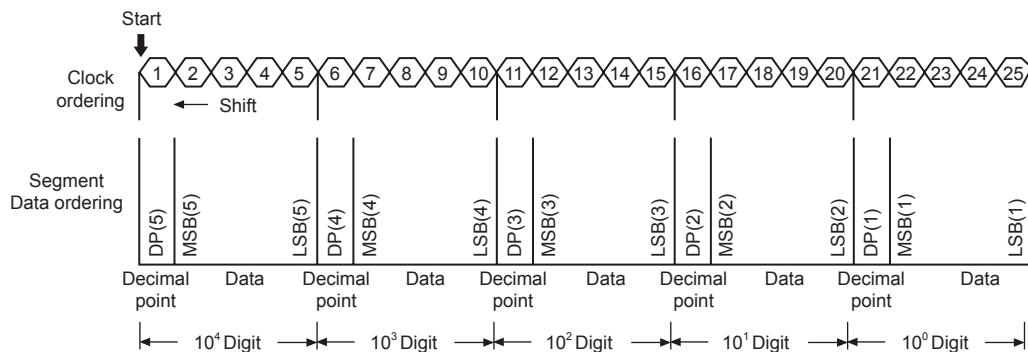 Start
Clock ordering
1 2 3 4 5 6 7 8 9 10 11 12 13 14 15 16 17 18 19 20 21 22 23 24 25
Shift
Segment Data ordering
DP(5) MSB(5) LSB(5) DP(4) MSB(4) LSB(4) DP(3) MSB(3) LSB(3) DP(2) MSB(2) LSB(2) DP(1) MSB(1) LSB(1)
Decimal point Data Decimal point Data Decimal point Data Decimal point Data Decimal point Data
10⁴ Digit 10³ Digit 10² Digit 10¹ Digit 10⁰ Digit